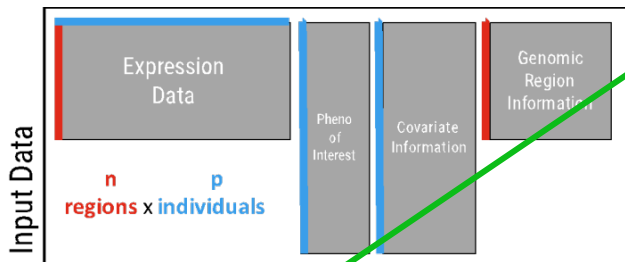 Input Data
Expression
Data
Pheno
of
Interest
Covariate
Information
Genomic
Region
Information
n p
regions x individuals